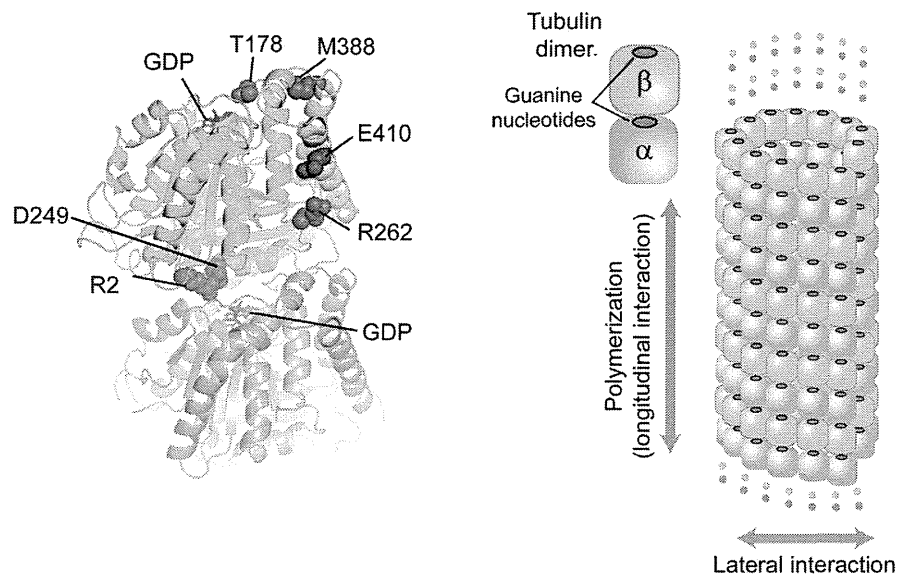 T178
M388
GDP
E410
D249
R262
R2
GDP
Tubulin
dimer.
β
Guanine
nucleotides
α
Polymerization
(longitudinal interaction)
Lateral interaction